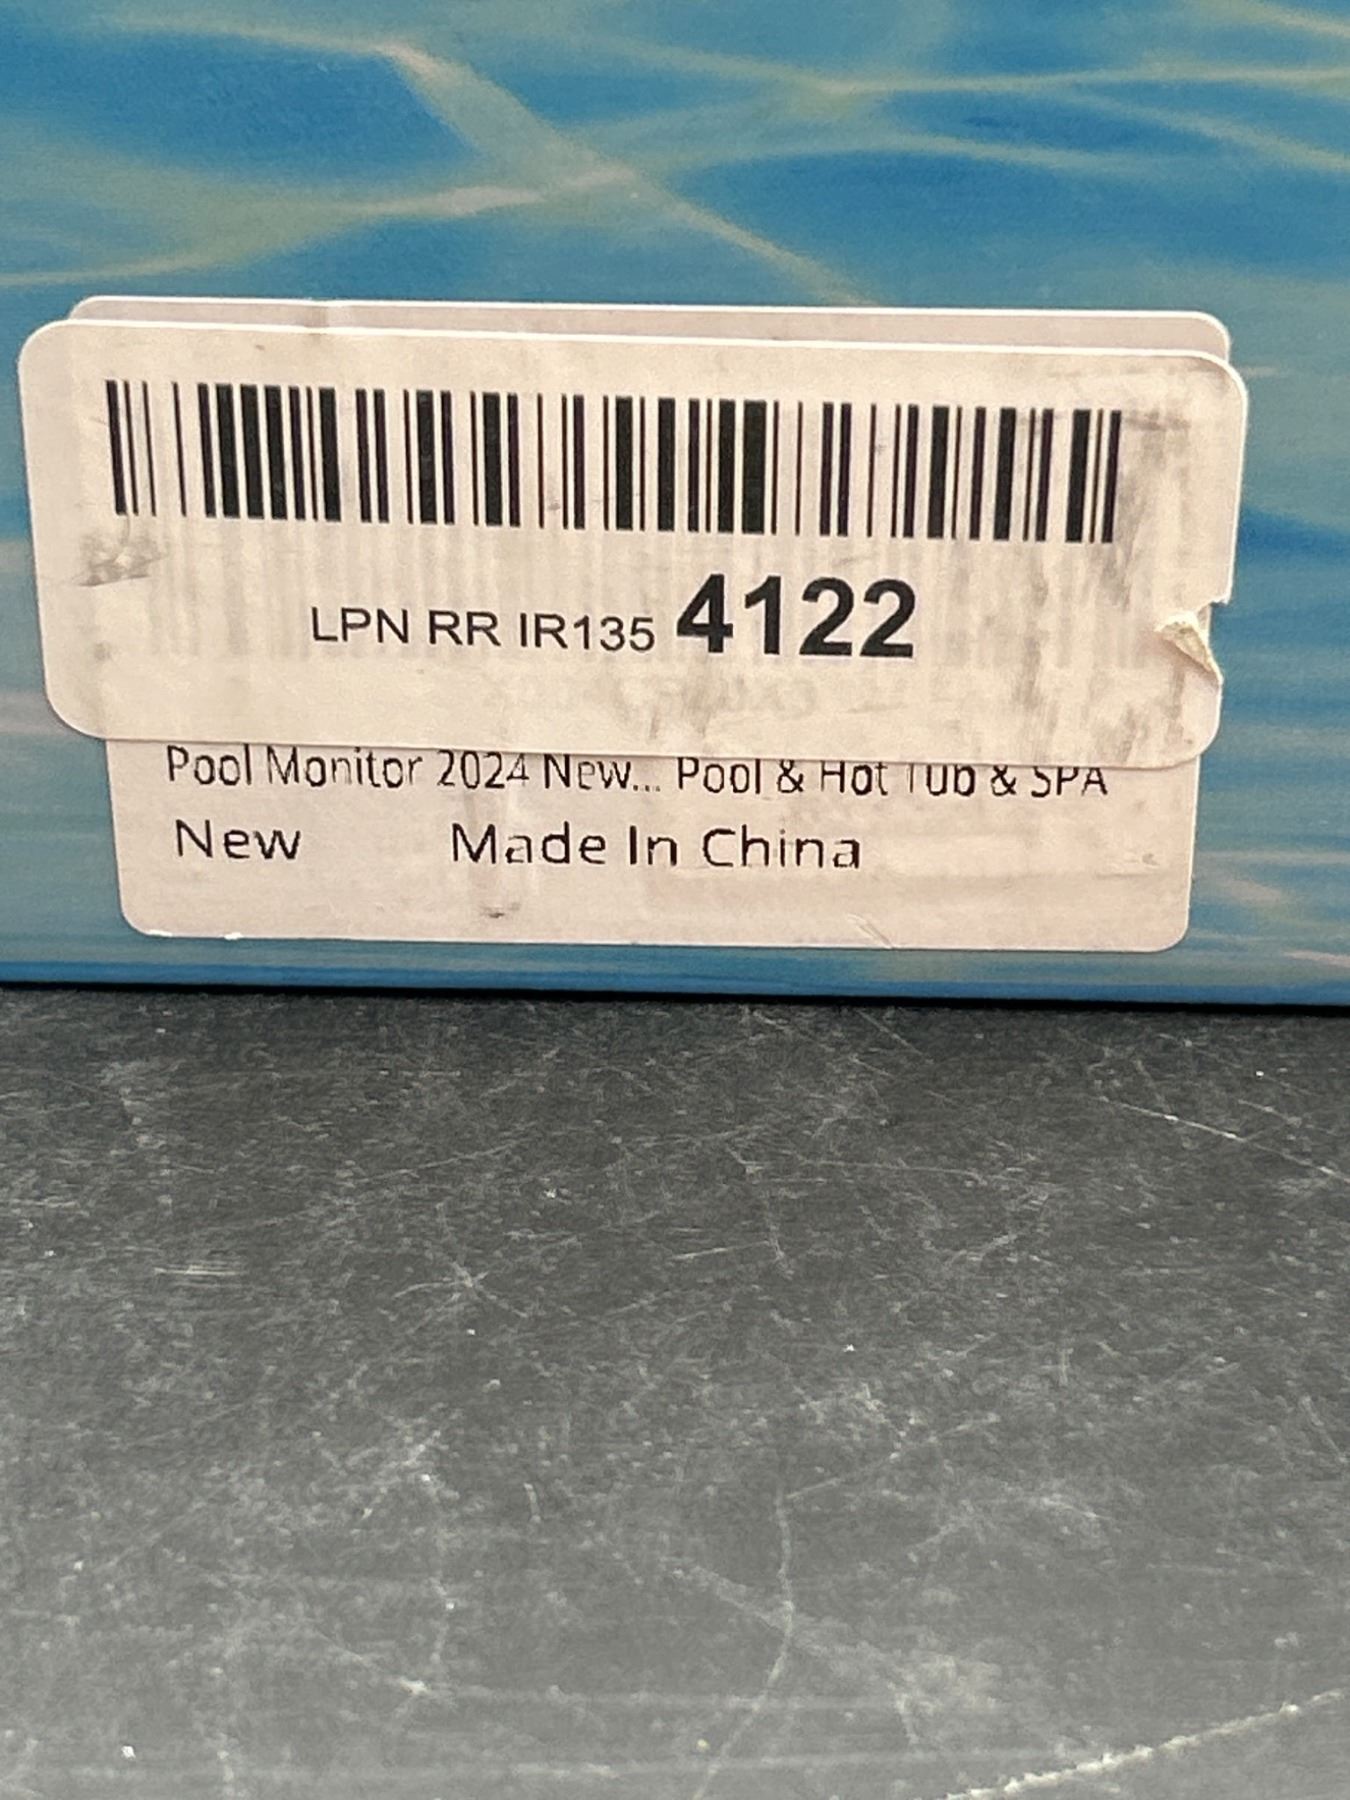 LPN RR IR135 4122
Pool Monitor 2024 New... Pool & Hot Tub & SPA
New Made In China